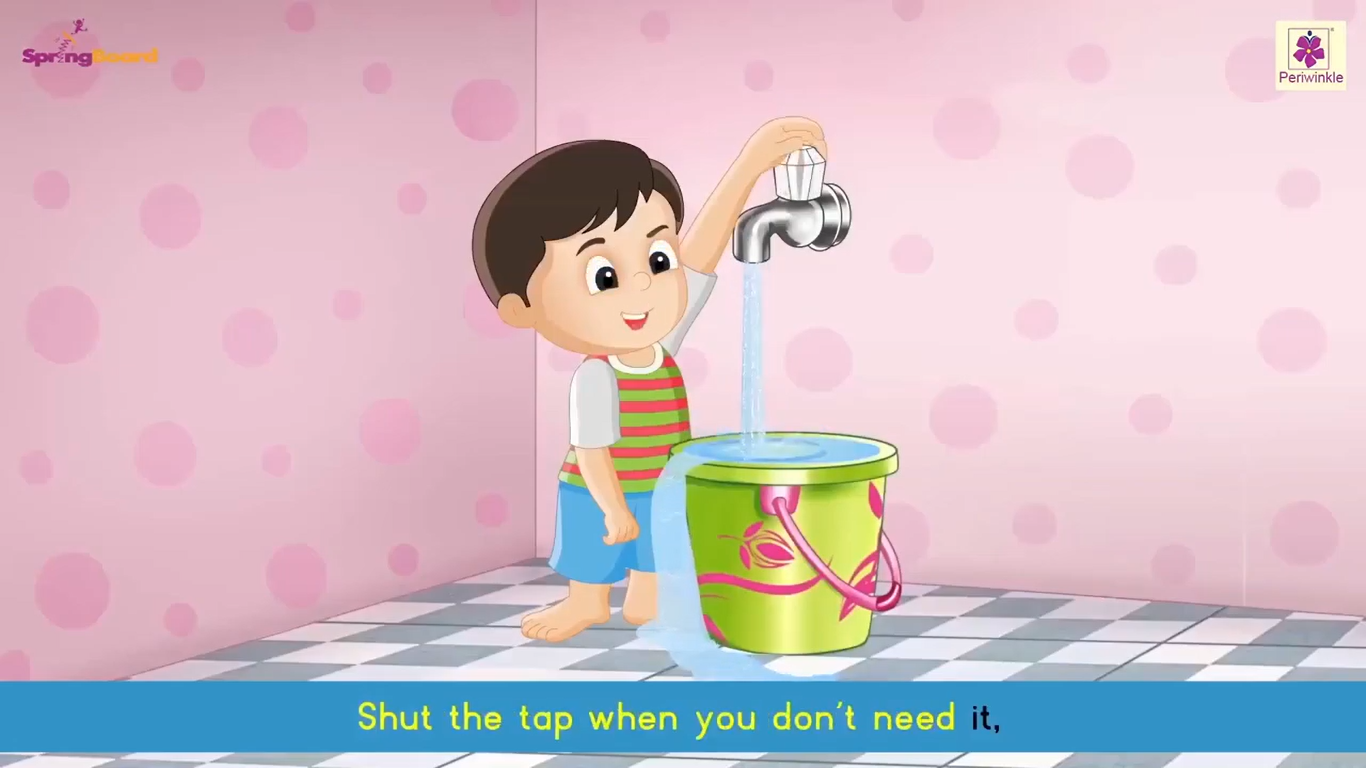 SpringBoard
Periwinkle
Shut the tap when you don't need it,